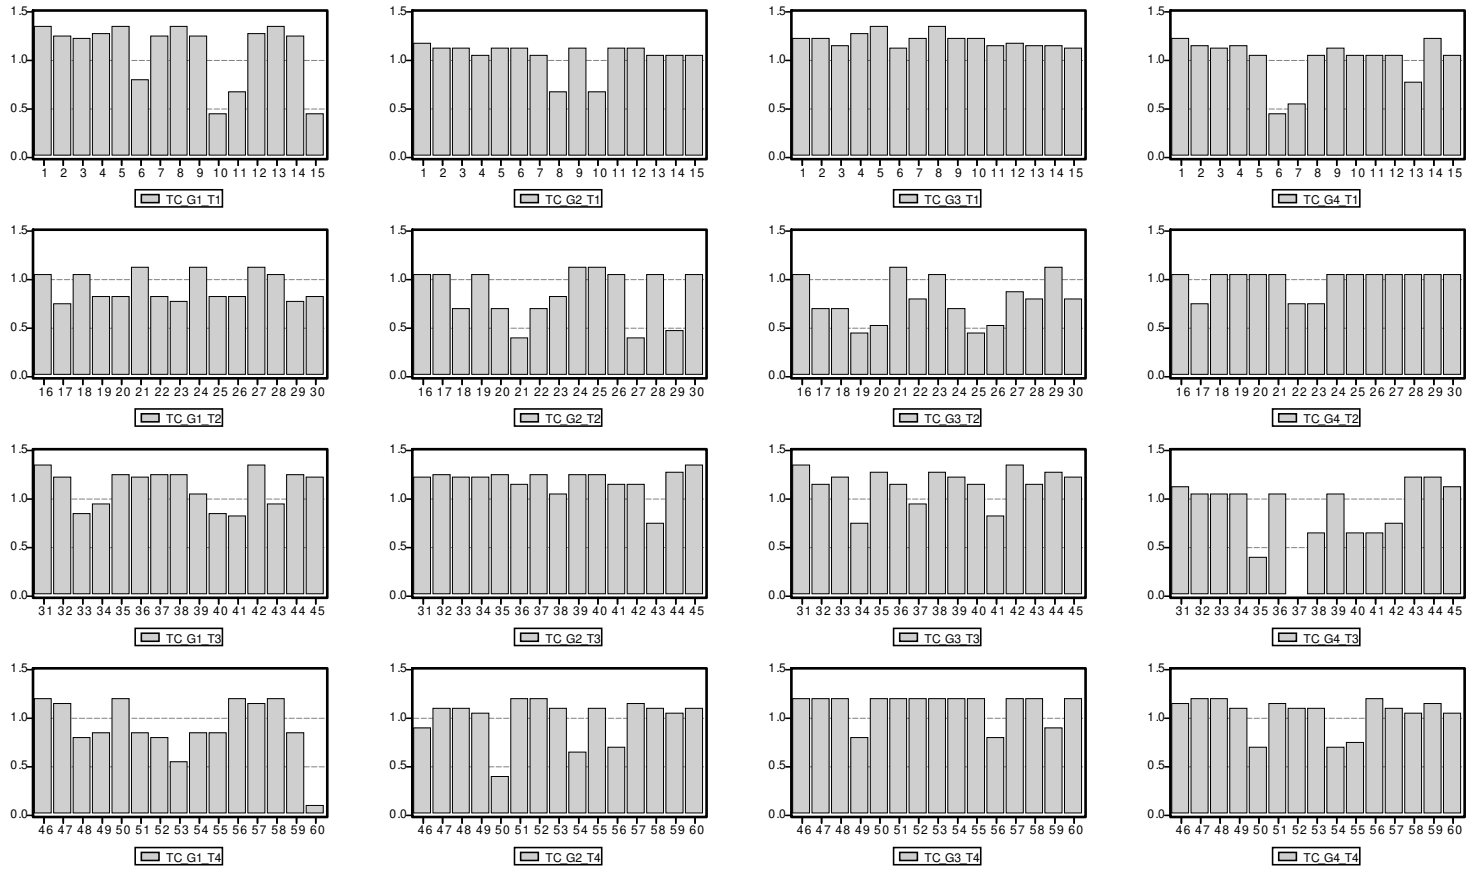 1.5 1.5 1.5 1.5
1.0 1.0 1.0 1.0
0.5 0.5 0.5 0.5
0.0 0.0 0.0 0.0
1 2 3 4 5 6 7 8 9 10 11 12 13 14 15 1 2 3 4 5 6 7 8 9 10 11 12 13 14 15 1 2 3 4 5 6 7 8 9 10 11 12 13 14 15 1 2 3 4 5 6 7 8 9 10 11 12 13 14 15
TC_G1_T1 TC_G2_T1 TC_G3_T1 TC_G4_T1
1.5 1.5 1.5 1.5
1.0 1.0 1.0 1.0
0.5 0.5 0.5 0.5
0.0 0.0 0.0 0.0
16 17 18 19 20 21 22 23 24 25 26 27 28 29 30 16 17 18 19 20 21 22 23 24 25 26 27 28 29 30 16 17 18 19 20 21 22 23 24 25 26 27 28 29 30 16 17 18 19 20 21 22 23 24 25 26 27 28 29 30
TC_G1_T2 TC_G2_T2 TC_G3_T2 TC_G4_T2
1.5 1.5 1.5 1.5
1.0 1.0 1.0 1.0
0.5 0.5 0.5 0.5
0.0 0.0 0.0 0.0
31 32 33 34 35 36 37 38 39 40 41 42 43 44 45 31 32 33 34 35 36 37 38 39 40 41 42 43 44 45 31 32 33 34 35 36 37 38 39 40 41 42 43 44 45 31 32 33 34 35 36 37 38 39 40 41 42 43 44 45
TC_G1_T3 TC_G2_T3 TC_G3_T3 TC_G4_T3
1.5 1.5 1.5 1.5
1.0 1.0 1.0 1.0
0.5 0.5 0.5 0.5
0.0 0.0 0.0 0.0
46 47 48 49 50 51 52 53 54 55 56 57 58 59 60 46 47 48 49 50 51 52 53 54 55 56 57 58 59 60 46 47 48 49 50 51 52 53 54 55 56 57 58 59 60 46 47 48 49 50 51 52 53 54 55 56 57 58 59 60
TC_G1_T4 TC_G2_T4 TC_G3_T4 TC_G4_T4